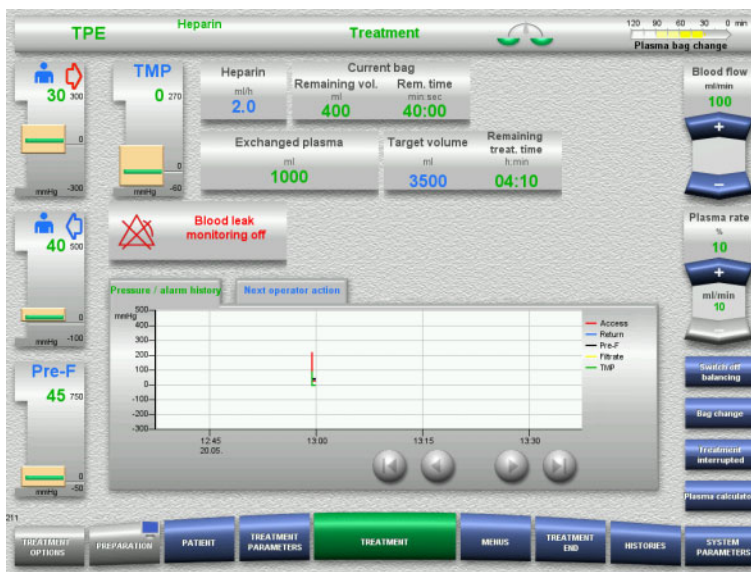 TPE
Heparin
Treatment
120 90 60 30 0 min
Plasma bag change
30 300
0
mmHg -300
TMP
0 270
0
mmHg -60
Heparin
ml/h
2.0
Current bag
Remaining vol. Rem. time
ml min:sec
400 40:00
Exchanged plasma
ml
1000
Target volume
ml
3500
Remaining
treat. time
h:min
04:10
Blood flow
ml/min
100
+
−
40 500
0
mmHg -100
Blood leak
monitoring off
Plasma rate
%
10
+
ml/min
10
−
Pre-F
45 750
0
mmHg -50
Pressure / alarm history
Next operator action
mmHg
500
400
300
200
100
0
-100
-200
-300
12:45 13:00 13:15 13:30
20.05.
Access
Return
Pre-F
Filtrate
TMP
Switch off
balancing
Bag change
Treatment
interrupted
Plasma calculato
211
TREATMENT
OPTIONS
PREPARATION
PATIENT
TREATMENT
PARAMETERS
TREATMENT
MENUS
TREATMENT
END
HISTORIES
SYSTEM
PARAMETERS